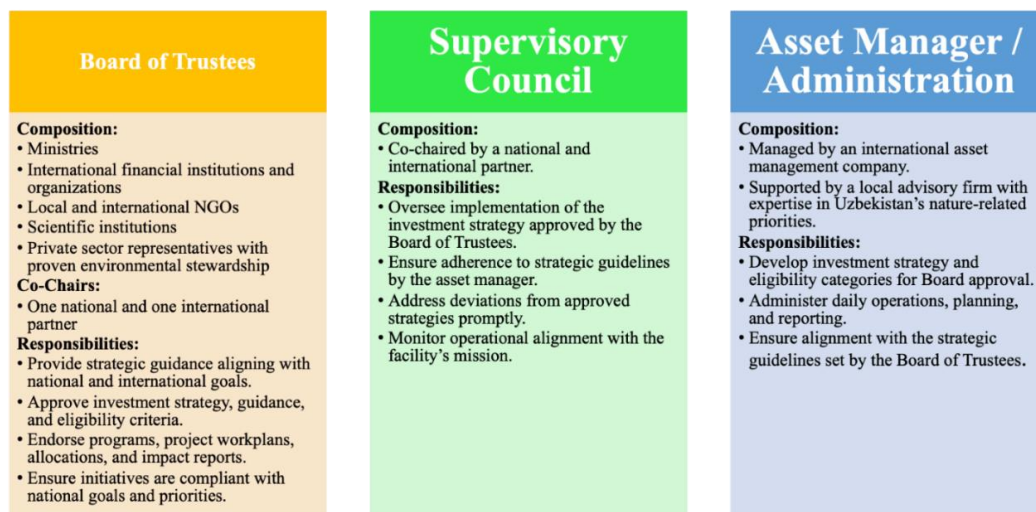 Board of Trustees
Composition:
• Ministries
• International financial institutions and
organizations
• Local and international NGOs
• Scientific institutions
• Private sector representatives with
proven environmental stewardship
Co-Chairs:
• One national and one international
partner
Responsibilities:
• Provide strategic guidance aligning with
national and international goals.
• Approve investment strategy, guidance,
and eligibility criteria.
• Endorse programs, project workplans,
allocations, and impact reports.
• Ensure initiatives are compliant with
national goals and priorities.
Supervisory
Council
Composition:
• Co-chaired by a national and
international partner.
Responsibilities:
• Oversee implementation of the
investment strategy approved by the
Board of Trustees.
• Ensure adherence to strategic guidelines
by the asset manager.
• Address deviations from approved
strategies promptly.
• Monitor operational alignment with the
facility's mission.
Asset Manager /
Administration
Composition:
• Managed by an international asset
management company.
• Supported by a local advisory firm with
expertise in Uzbekistan's nature-related
priorities.
Responsibilities:
• Develop investment strategy and
eligibility categories for Board approval.
• Administer daily operations, planning,
and reporting.
• Ensure alignment with the strategic
guidelines set by the Board of Trustees.